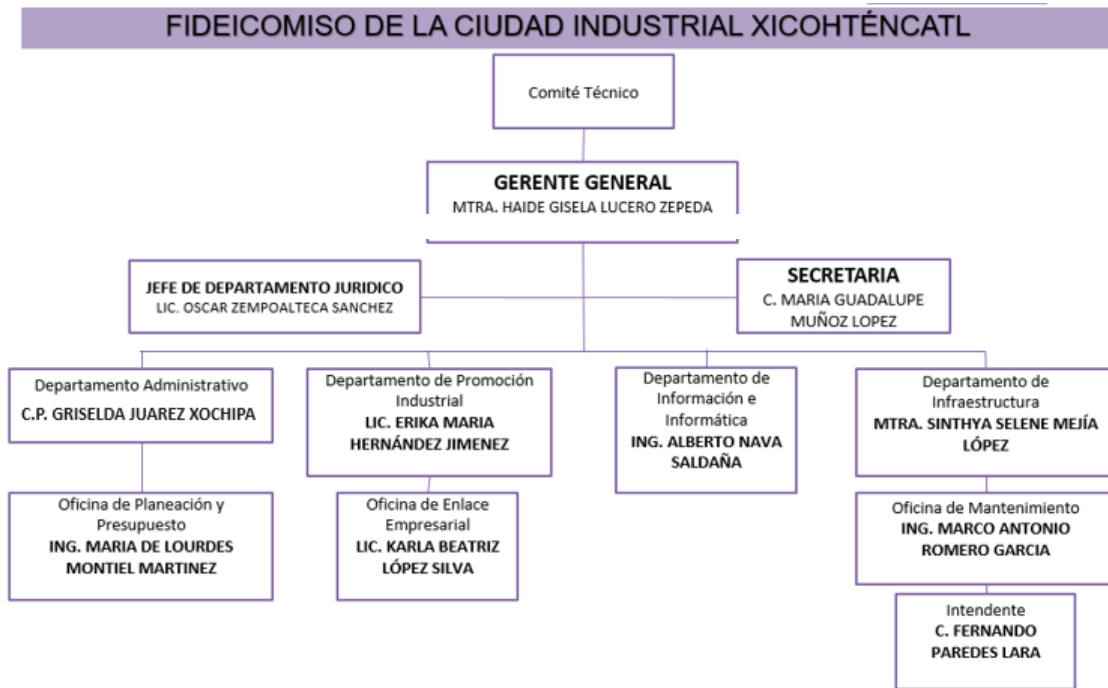 FIDEICOMISO DE LA CIUDAD INDUSTRIAL XICOHTÉNCATL
Comité Técnico
GERENTE GENERAL
MTRA. HAIDE GISELA LUCERO ZEPEDA
JEFE DE DEPARTAMENTO JURIDICO
LIC. OSCAR ZEMPOALTECA SANCHEZ
SECRETARIA
C. MARIA GUADALUPE
MUÑOZ LOPEZ
Departamento Administrativo
C.P. GRISELDA JUAREZ XOCHIPA
Departamento de Promoción
Industrial
LIC. ERIKA MARIA
HERNÁNDEZ JIMENEZ
Departamento de
Información e
Informática
ING. ALBERTO NAVA
SALDAÑA
Departamento de
Infraestructura
MTRA. SINTHYA SELENE MEJÍA
LÓPEZ
Oficina de Planeación y
Presupuesto
ING. MARIA DE LOURDES
MONTIEL MARTINEZ
Oficina de Enlace
Empresarial
LIC. KARLA BEATRIZ
LÓPEZ SILVA
Oficina de Mantenimiento
ING. MARCO ANTONIO
ROMERO GARCIA
Intendente
C. FERNANDO
PAREDES LARA